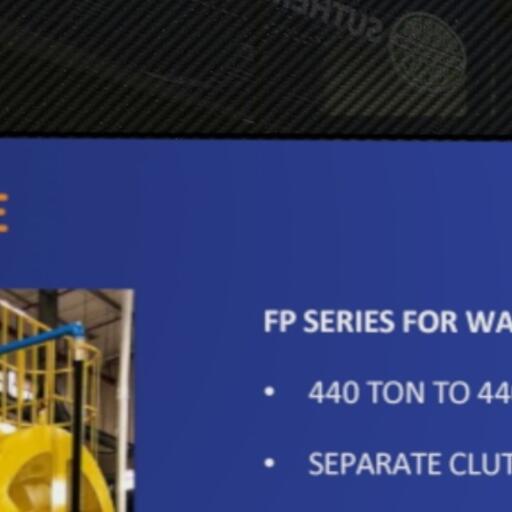 E
FP SERIES FOR WA
• 440 TON TO 44
• SEPARATE CLUT